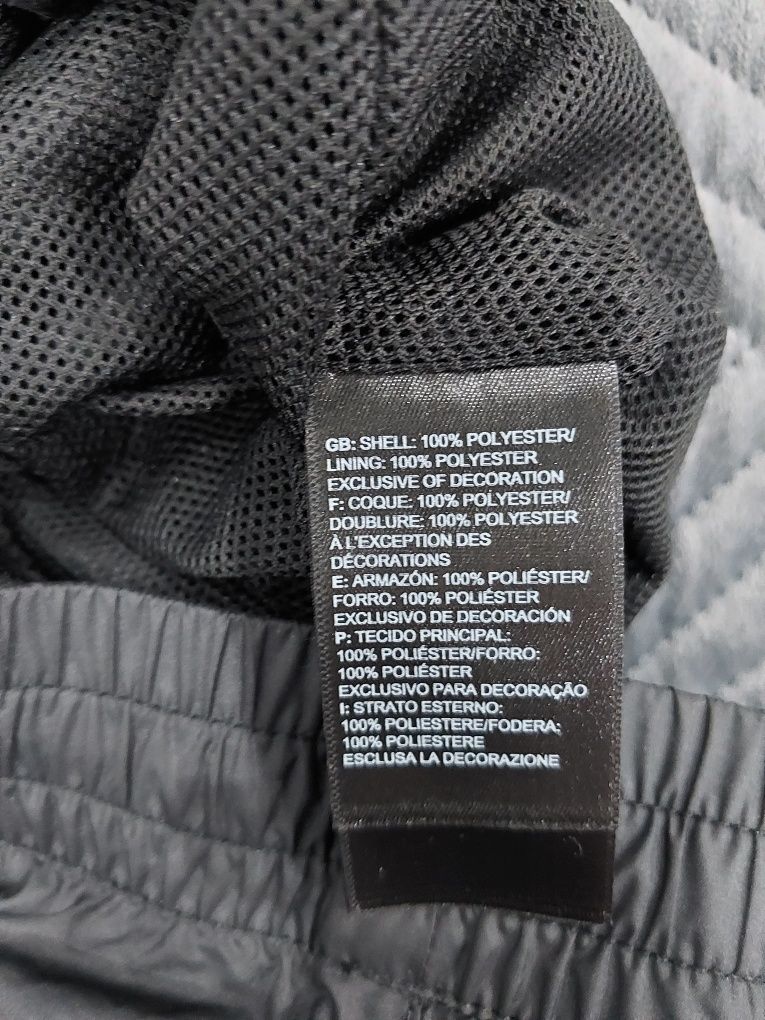 GB: SHELL: 100% POLYESTER/
LINING: 100% POLYESTER
EXCLUSIVE OF DECORATION
F: COQUE: 100% POLYESTER/
DOUBLURE: 100% POLYESTER
À L'EXCEPTION DES
DÉCORATIONS
E: ARMAZÓN: 100% POLIÉSTER/
FORRO: 100% POLIÉSTER
EXCLUSIVO DE DECORACIÓN
P: TECIDO PRINCIPAL:
100% POLIÉSTER/FORRO:
100% POLIÉSTER
EXCLUSIVO PARA DECORAÇÃO
I: STRATO ESTERNO:
100% POLIESTERE/FODERA:
100% POLIESTERE
ESCLUSA LA DECORAZIONE